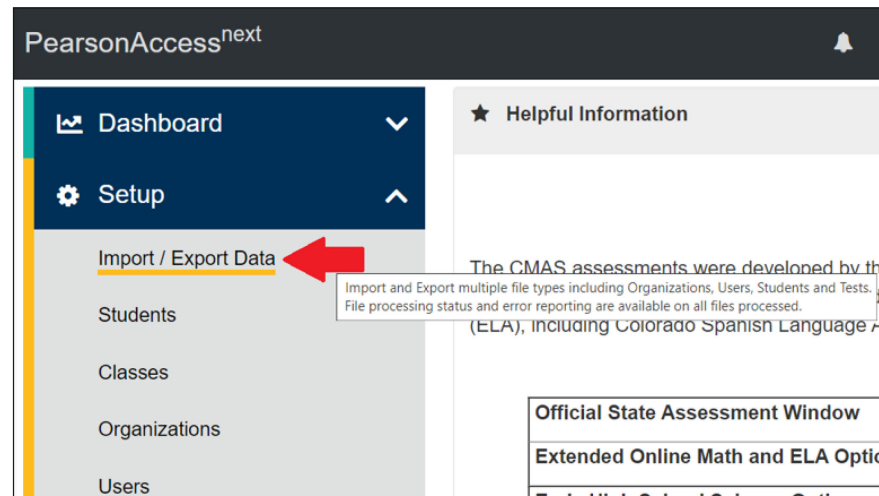 PearsonAccessnext
Dashboard
Setup
Import / Export Data
Students
Classes
Organizations
Users
Helpful Information
The CMAS assessments were developed by
Import and Export multiple file types including Organizations, Users, Students and Tests.
File processing status and error reporting are available on all files processed.
(ELA), including Colorado Spanish Language
Official State Assessment Window
Extended Online Math and ELA